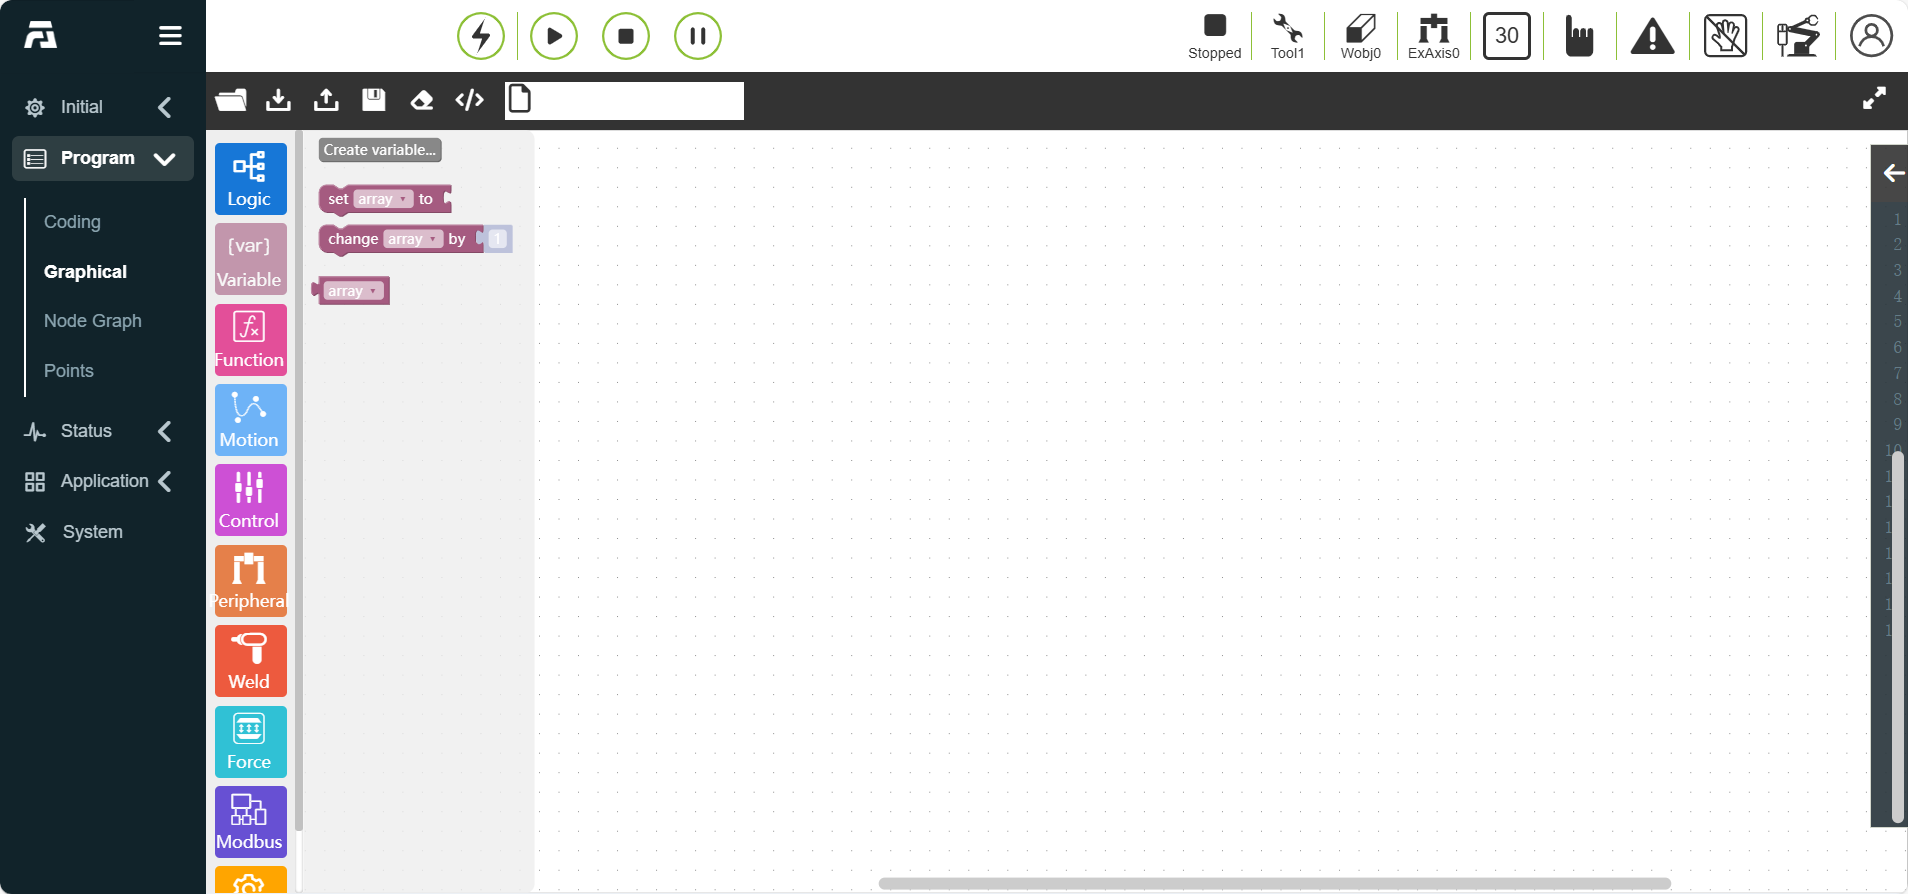 Stopped
Tool1
Wobj0
ExAxis0
30
Initial
Program
Coding
Graphical
Node Graph
Points
Status
Application
System
Logic
{var}
Variable
fx
Function
Motion
Control
Peripheral
Weld
Force
Modbus
Create variable...
set array to
change array by 1
array
1
2
3
4
5
6
7
8
9
10
1
1
1
1
1
1
1